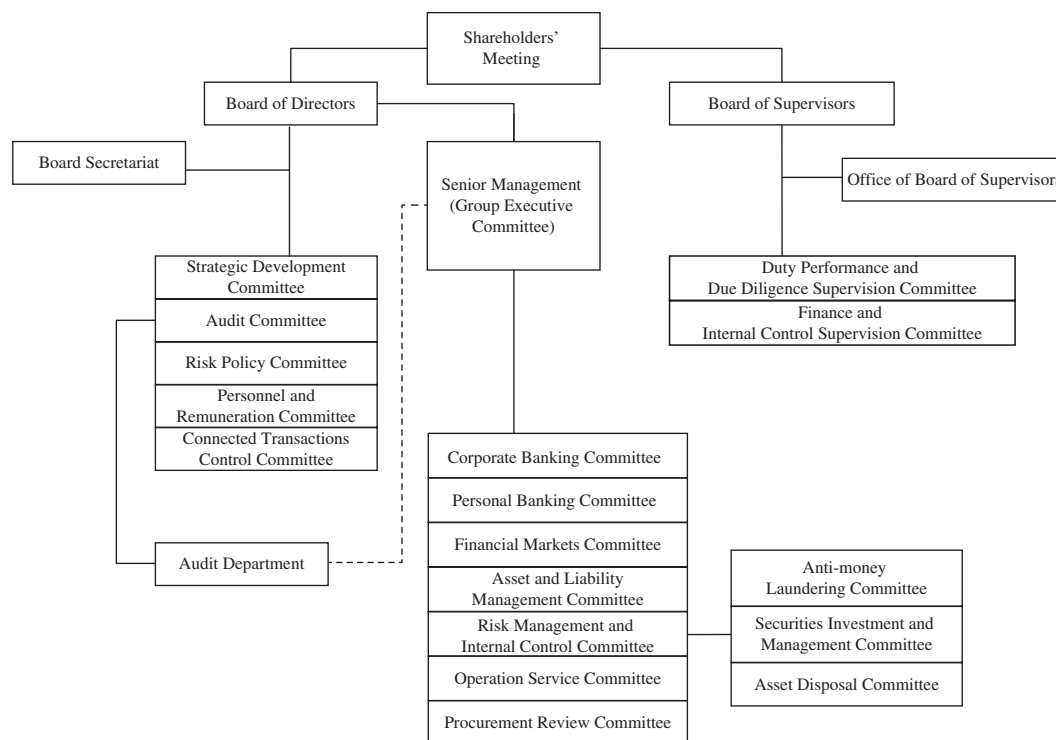 Shareholders’
Meeting
Board of Directors
Board of Supervisors
Board Secretariat
Senior Management
(Group Executive
Committee)
Office of Board of Supervisors
Strategic Development
Committee
Audit Committee
Risk Policy Committee
Personnel and
Remuneration Committee
Connected Transactions
Control Committee
Duty Performance and
Due Diligence Supervision Committee
Finance and
Internal Control Supervision Committee
Audit Department
Corporate Banking Committee
Personal Banking Committee
Financial Markets Committee
Asset and Liability
Management Committee
Risk Management and
Internal Control Committee
Operation Service Committee
Procurement Review Committee
Anti-money
Laundering Committee
Securities Investment and
Management Committee
Asset Disposal Committee